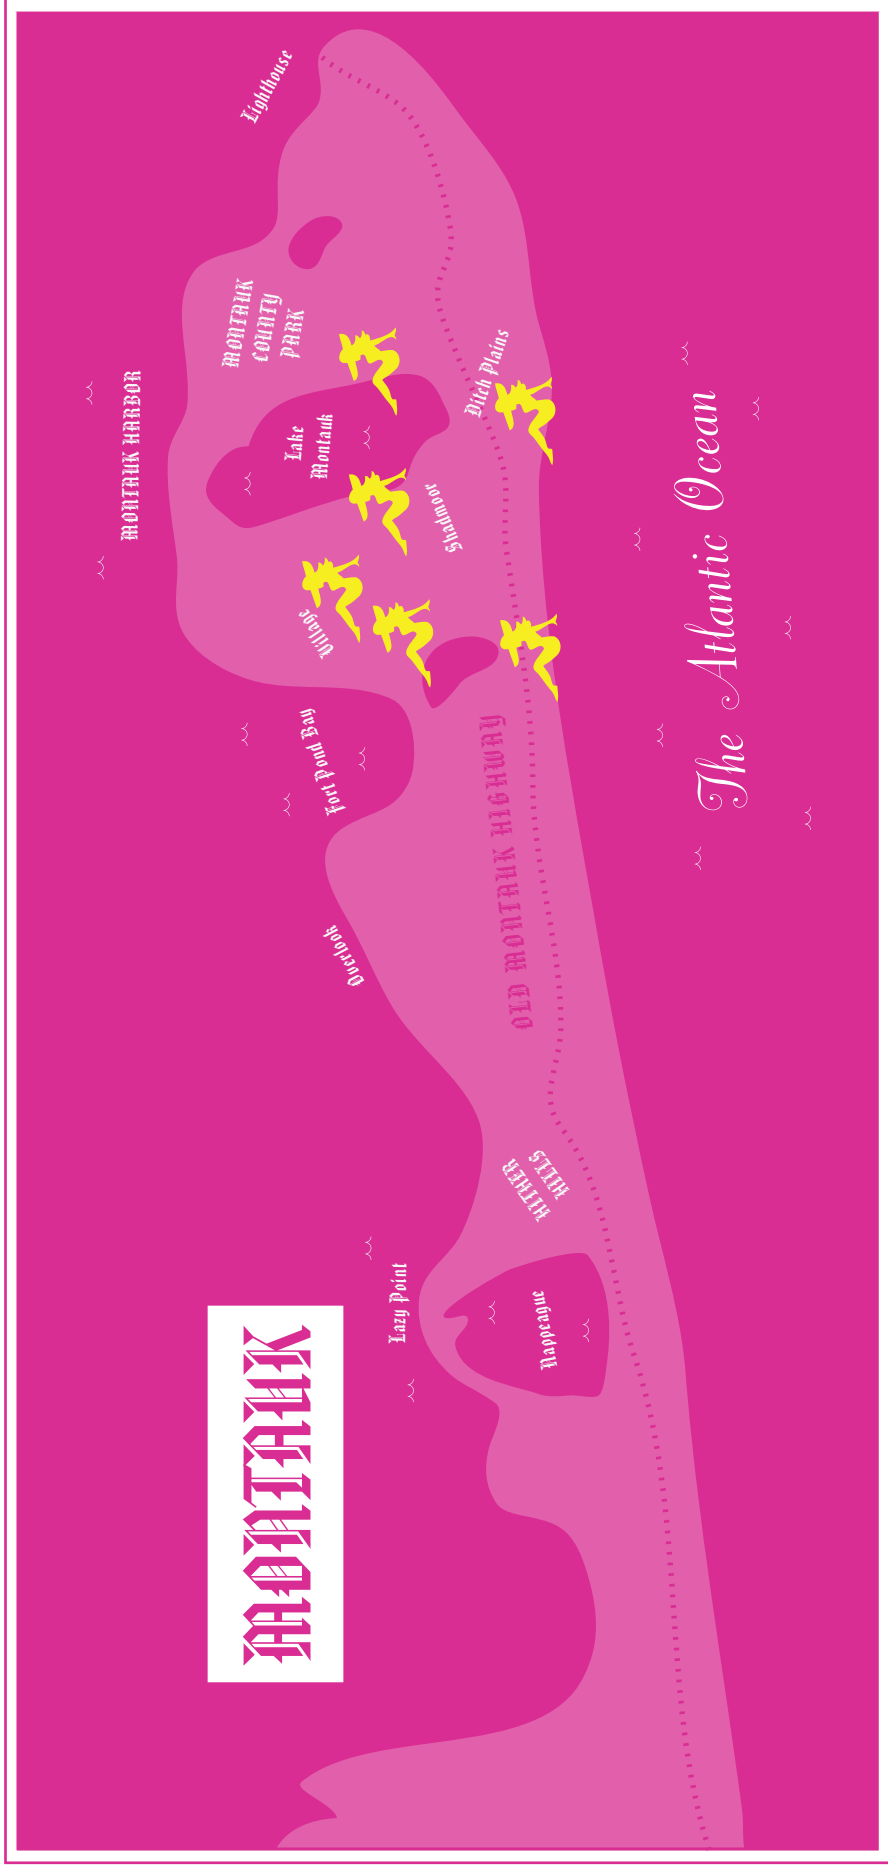 MONTAUK
Lighthouse
MONTAUK
COUNTY
PARK
MONTAUK HARBOR
Lake
Montauk
Ditch Plains
Shadmoor
Village
Fort Pond Bay
OLD MONTAUK HIGHWAY
Overlook
HITHER
HILLS
Lazy Point
Nappeague
The Atlantic Ocean